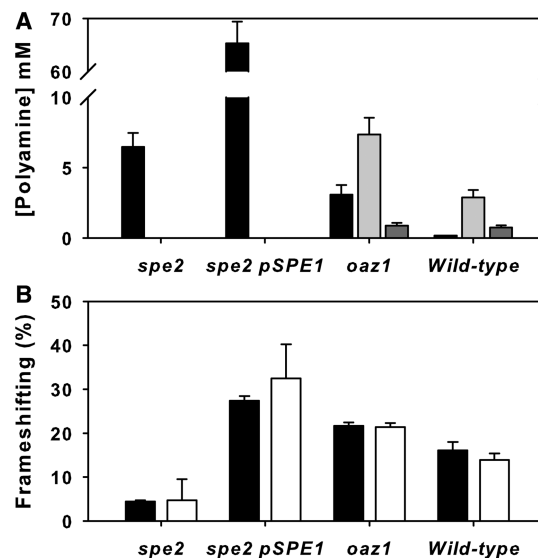 A
[Polyamine] mM
70
60
10
5
0
spe2 spe2 pSPE1 oaz1 Wild-type
B
Frameshifting (%)
50
40
30
20
10
0
spe2 spe2 pSPE1 oaz1 Wild-type